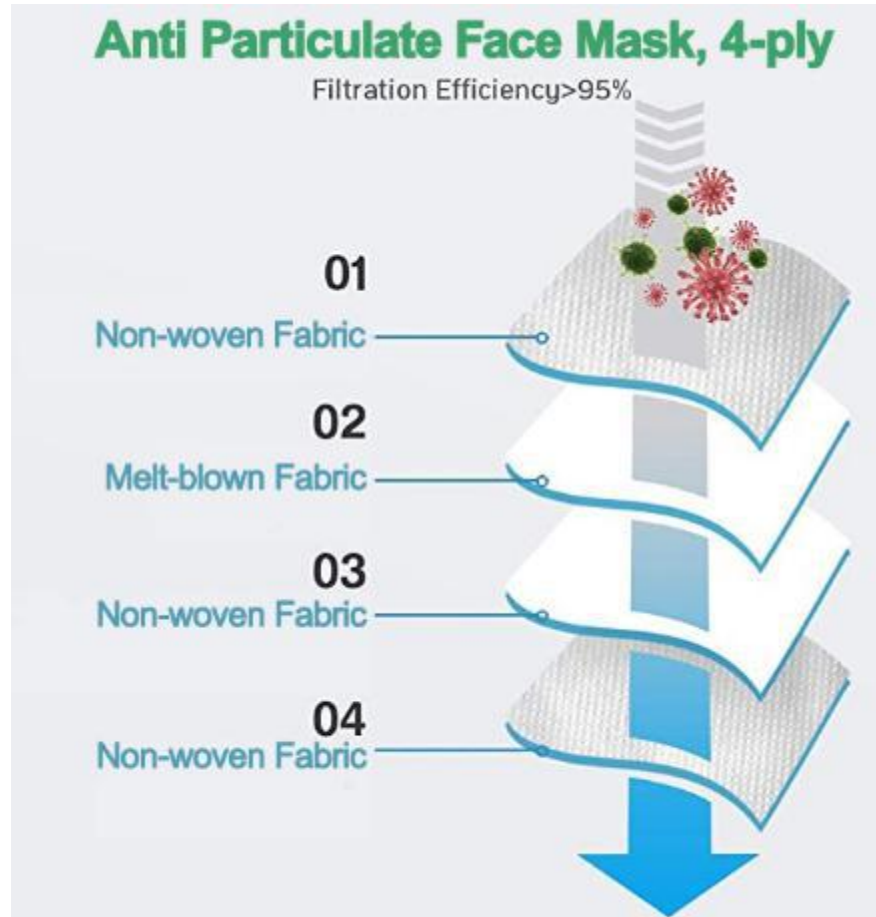 Anti Particulate Face Mask, 4-ply
Filtration Efficiency>95%
01
Non-woven Fabric
02
Melt-blown Fabric
03
Non-woven Fabric
04
Non-woven Fabric